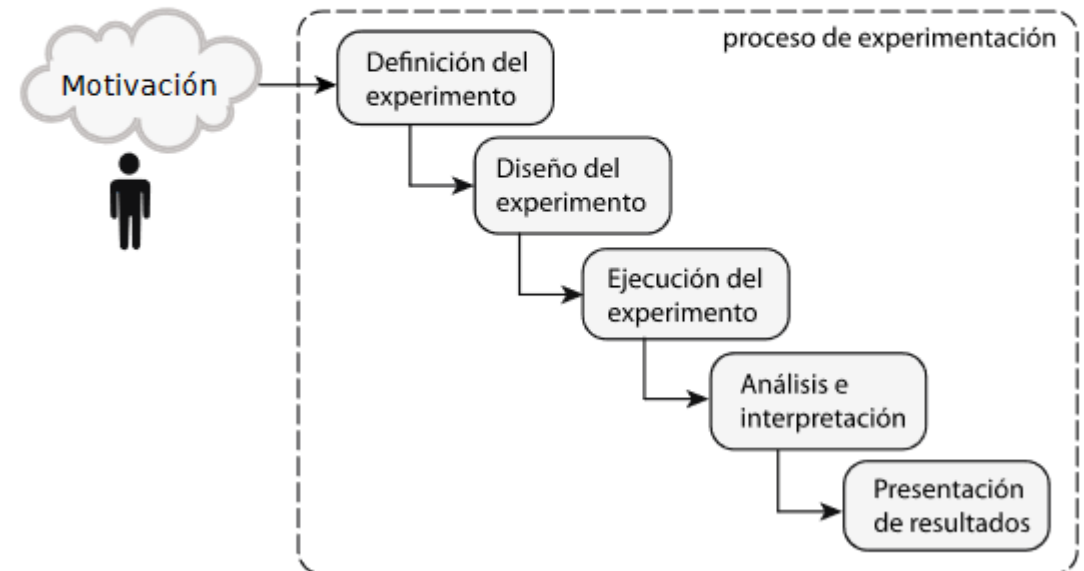 proceso de experimentación
Motivación
Definición del
experimento
Diseño del
experimento
Ejecución del
experimento
Análisis e
interpretación
Presentación
de resultados